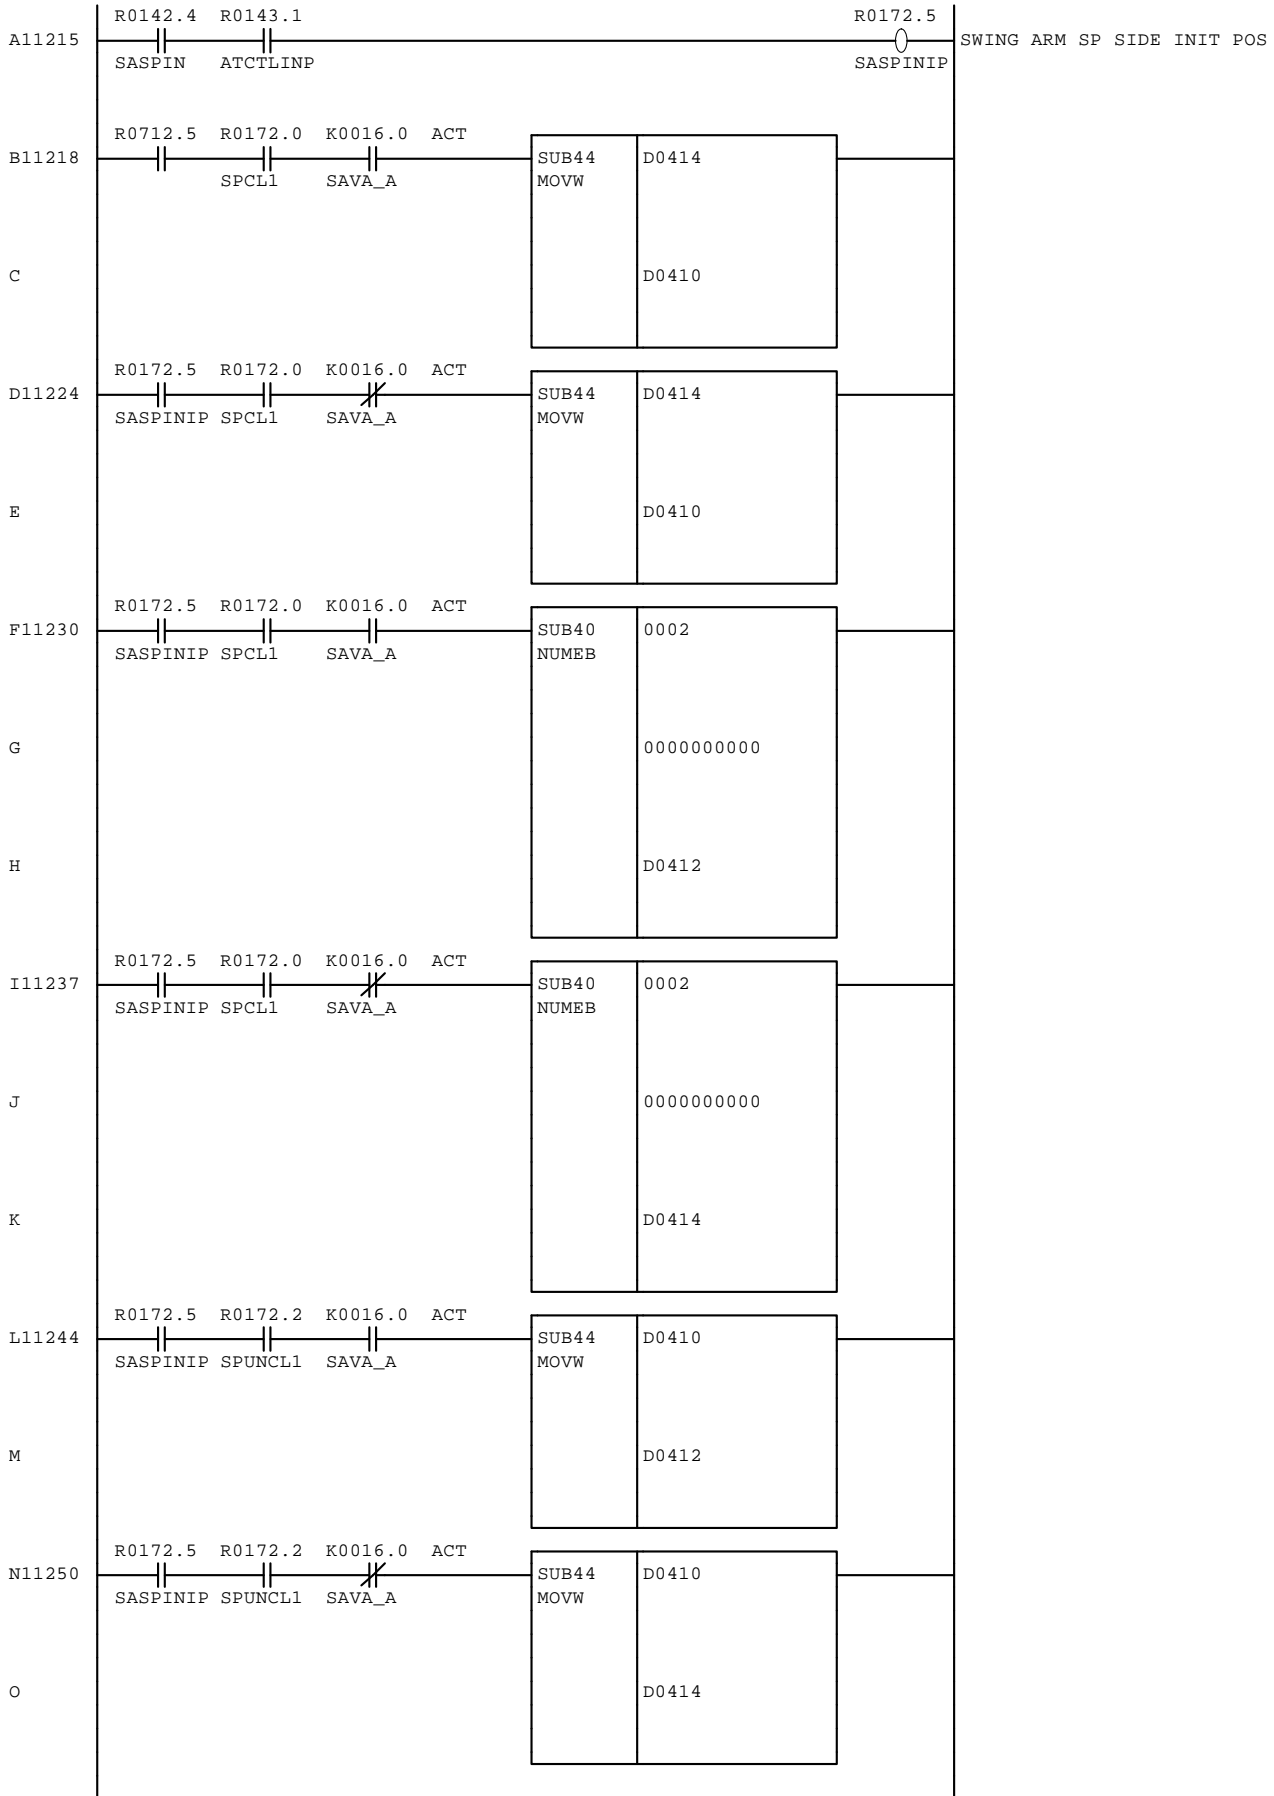 R0142.4 R0143.1 R0172.5
A11215 SWING ARM SP SIDE INIT POS
SASPIN ATCTLINP SASPINIP
R0712.5 R0172.0 K0016.0 ACT
B11218 SUB44 D0414
SPCL1 SAVA_A MOVW
C D0410
R0172.5 R0172.0 K0016.0 ACT
D11224 SUB44 D0414
SASPINIP SPCL1 SAVA_A MOVW
E D0410
R0172.5 R0172.0 K0016.0 ACT
F11230 SUB40 0002
SASPINIP SPCL1 SAVA_A NUMEB
G 0000000000
H D0412
R0172.5 R0172.0 K0016.0 ACT
I11237 SUB40 0002
SASPINIP SPCL1 SAVA_A NUMEB
J 0000000000
K D0414
R0172.5 R0172.2 K0016.0 ACT
L11244 SUB44 D0410
SASPINIP SPUNCL1 SAVA_A MOVW
M D0412
R0172.5 R0172.2 K0016.0 ACT
N11250 SUB44 D0410
SASPINIP SPUNCL1 SAVA_A MOVW
O D0414